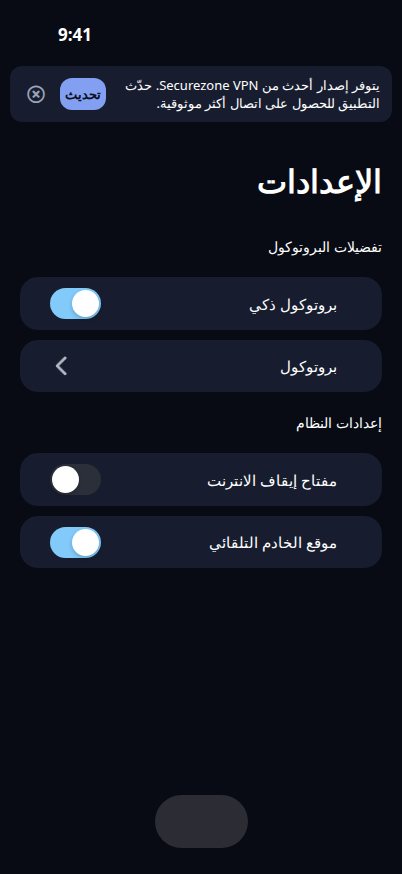 9:41
يتوفر إصدار أحدث من Securezone VPN. حدّث
التطبيق للحصول على اتصال أكثر موثوقية.
تحديث
الإعدادات
تفضيلات البروتوكول
بروتوكول ذكي
بروتوكول
إعدادات النظام
مفتاح إيقاف الانترنت
موقع الخادم التلقائي